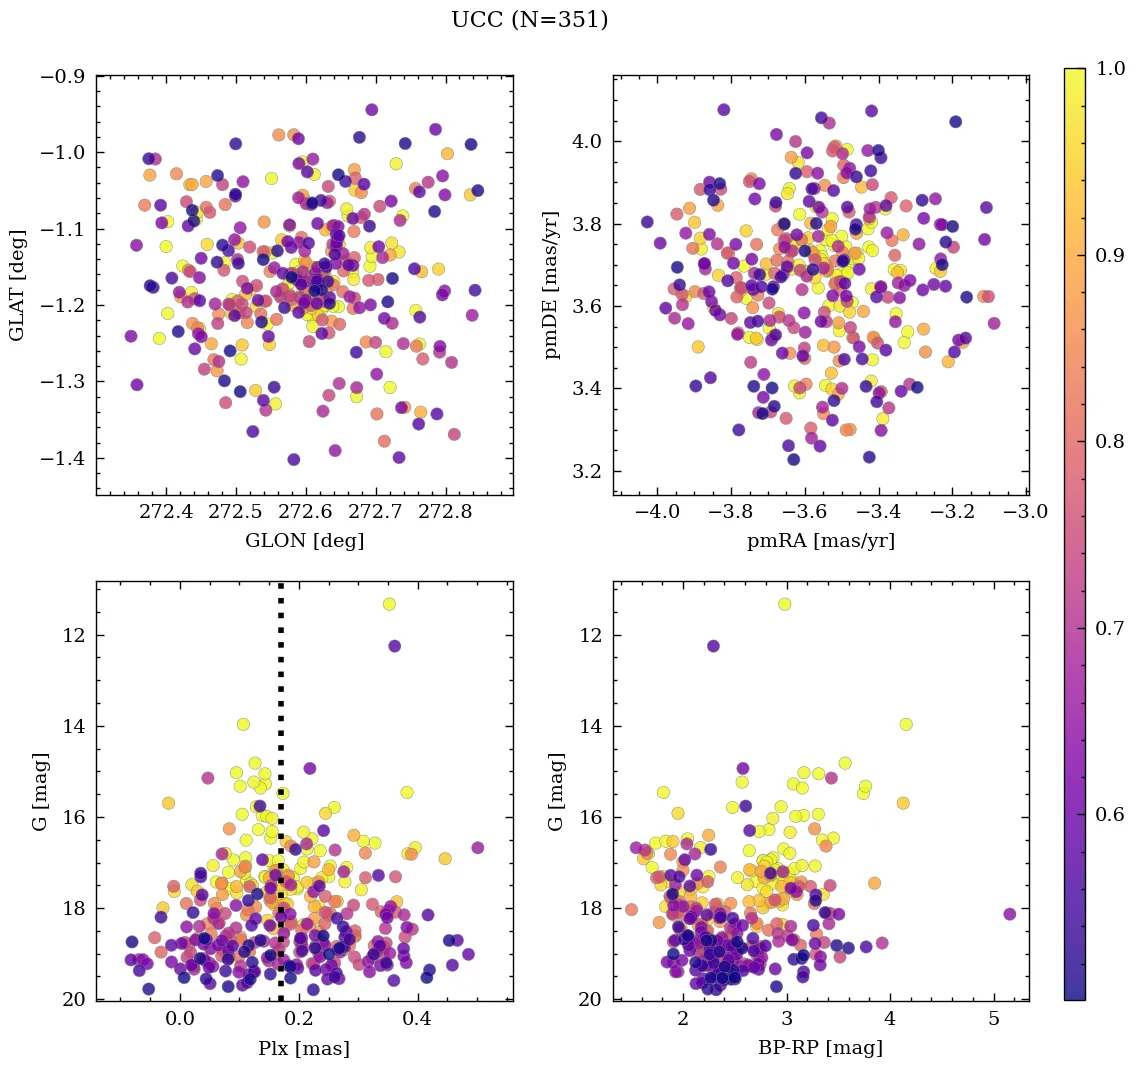 UCC (N=351)
−0.9
−1.0
−1.1
−1.2
−1.3
−1.4
GLAT [deg]
272.4 272.5 272.6 272.7 272.8
GLON [deg]
4.0
3.8
3.6
3.4
3.2
pmDE [mas/yr]
−4.0 −3.8 −3.6 −3.4 −3.2 −3.0
pmRA [mas/yr]
12
14
16
18
20
G [mag]
0.0 0.2 0.4
Plx [mas]
12
14
16
18
20
G [mag]
2 3 4 5
BP-RP [mag]
1.0
0.9
0.8
0.7
0.6